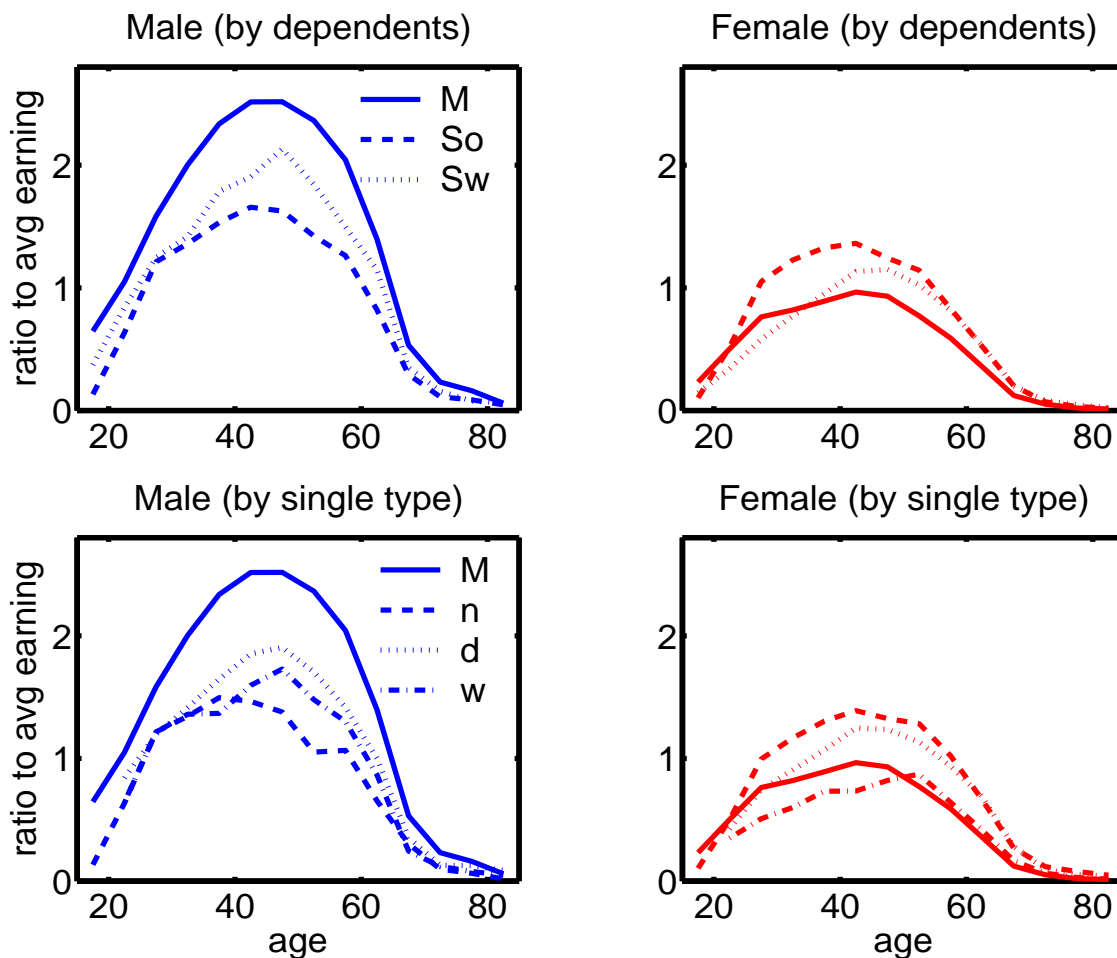 Male (by dependents)
Female (by dependents)
ratio to avg earning
2
1
0
M
So
Sw
20 40 60 80
2
1
0
20 40 60 80
Male (by single type)
Female (by single type)
ratio to avg earning
2
1
0
M
n
d
w
20 40 60 80
age
2
1
0
20 40 60 80
age